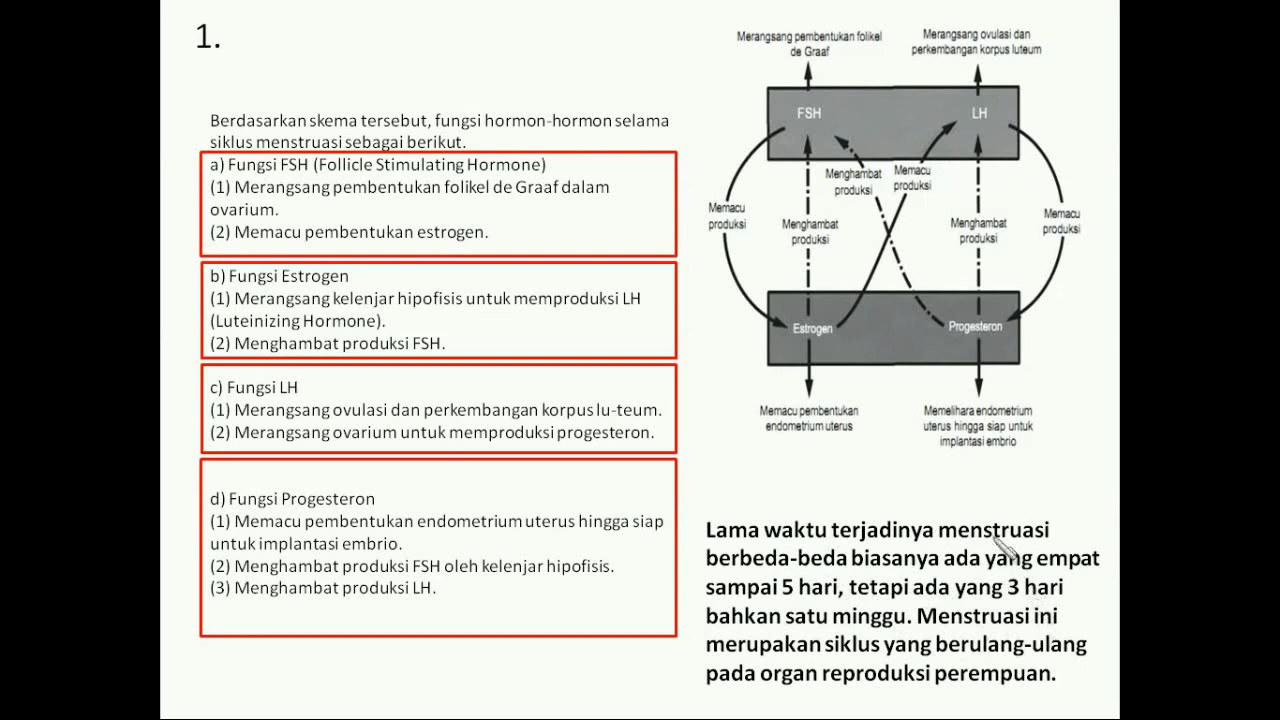 1.
Berdasarkan skema tersebut, fungsi hormon-hormon selama
siklus menstruasi sebagai berikut.
a) Fungsi FSH (Follicle Stimulating Hormone)
(1) Merangsang pembentukan folikel de Graaf dalam
ovarium.
(2) Memacu pembentukan estrogen.
b) Fungsi Estrogen
(1) Merangsang kelenjar hipofisis untuk memproduksi LH
(Luteinizing Hormone).
(2) Menghambat produksi FSH.
c) Fungsi LH
(1) Merangsang ovulasi dan perkembangan korpus lu-teum.
(2) Merangsang ovarium untuk memproduksi progesteron.
d) Fungsi Progesteron
(1) Memacu pembentukan endometrium uterus hingga siap
untuk implantasi embrio.
(2) Menghambat produksi FSH oleh kelenjar hipofisis.
(3) Menghambat produksi LH.
Merangsang pembentukan folikel
de Graaf
Merangsang ovulasi dan
perkembangan korpus luteum
FSH
LH
Menghambat
produksi
Memacu
produksi
Memacu
produksi
Menghambat
produksi
Menghambat
produksi
Memacu
produksi
Estrogen
Progesteron
Memacu pembentukan
endometrium uterus
Memelihara endometrium
uterus hingga siap untuk
implantasi embrio
Lama waktu terjadinya menstruasi
berbeda-beda biasanya ada yang empat
sampai 5 hari, tetapi ada yang 3 hari
bahkan satu minggu. Menstruasi ini
merupakan siklus yang berulang-ulang
pada organ reproduksi perempuan.